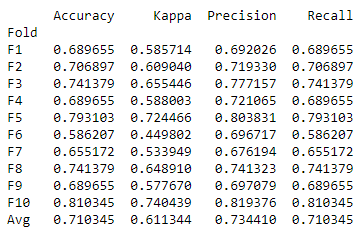 Accuracy Kappa Precision Recall
Fold
F1 0.689655 0.585714 0.692026 0.689655
F2 0.706897 0.609040 0.719330 0.706897
F3 0.741379 0.655446 0.777157 0.741379
F4 0.689655 0.588003 0.721065 0.689655
F5 0.793103 0.724466 0.803831 0.793103
F6 0.586207 0.449802 0.696717 0.586207
F7 0.655172 0.533949 0.676194 0.655172
F8 0.741379 0.648910 0.741323 0.741379
F9 0.689655 0.577670 0.697079 0.689655
F10 0.810345 0.740439 0.819376 0.810345
Avg 0.710345 0.611344 0.734410 0.710345